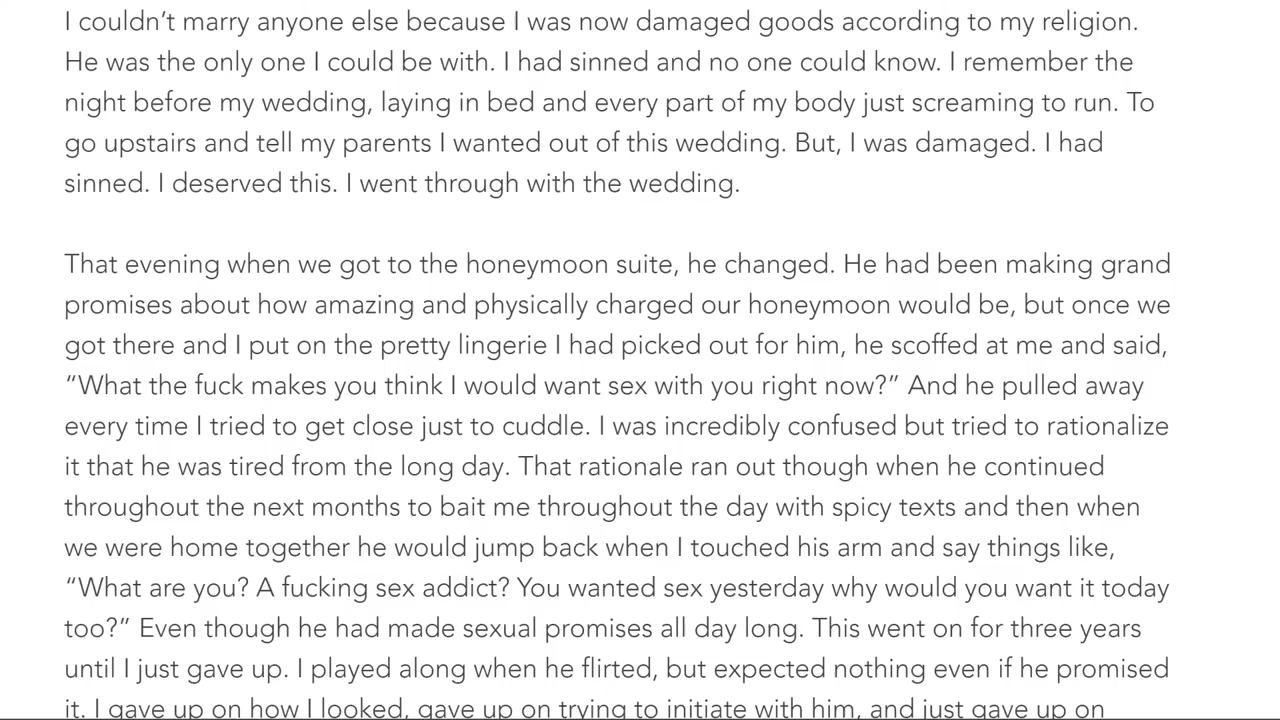 I couldn’t marry anyone else because I was now damaged goods according to my religion.
He was the only one I could be with. I had sinned and no one could know. I remember the
night before my wedding, laying in bed and every part of my body just screaming to run. To
go upstairs and tell my parents I wanted out of this wedding. But, I was damaged. I had
sinned. I deserved this. I went through with the wedding.
That evening when we got to the honeymoon suite, he changed. He had been making grand
promises about how amazing and physically charged our honeymoon would be, but once we
got there and I put on the pretty lingerie I had picked out for him, he scoffed at me and said,
“What the fuck makes you think I would want sex with you right now?” And he pulled away
every time I tried to get close just to cuddle. I was incredibly confused but tried to rationalize
it that he was tired from the long day. That rationale ran out though when he continued
throughout the next months to bait me throughout the day with spicy texts and then when
we were home together he would jump back when I touched his arm and say things like,
“What are you? A fucking sex addict? You wanted sex yesterday why would you want it today
too?” Even though he had made sexual promises all day long. This went on for three years
until I just gave up. I played along when he flirted, but expected nothing even if he promised
it. I gave up on how I looked, gave up on trying to initiate with him, and just gave up on